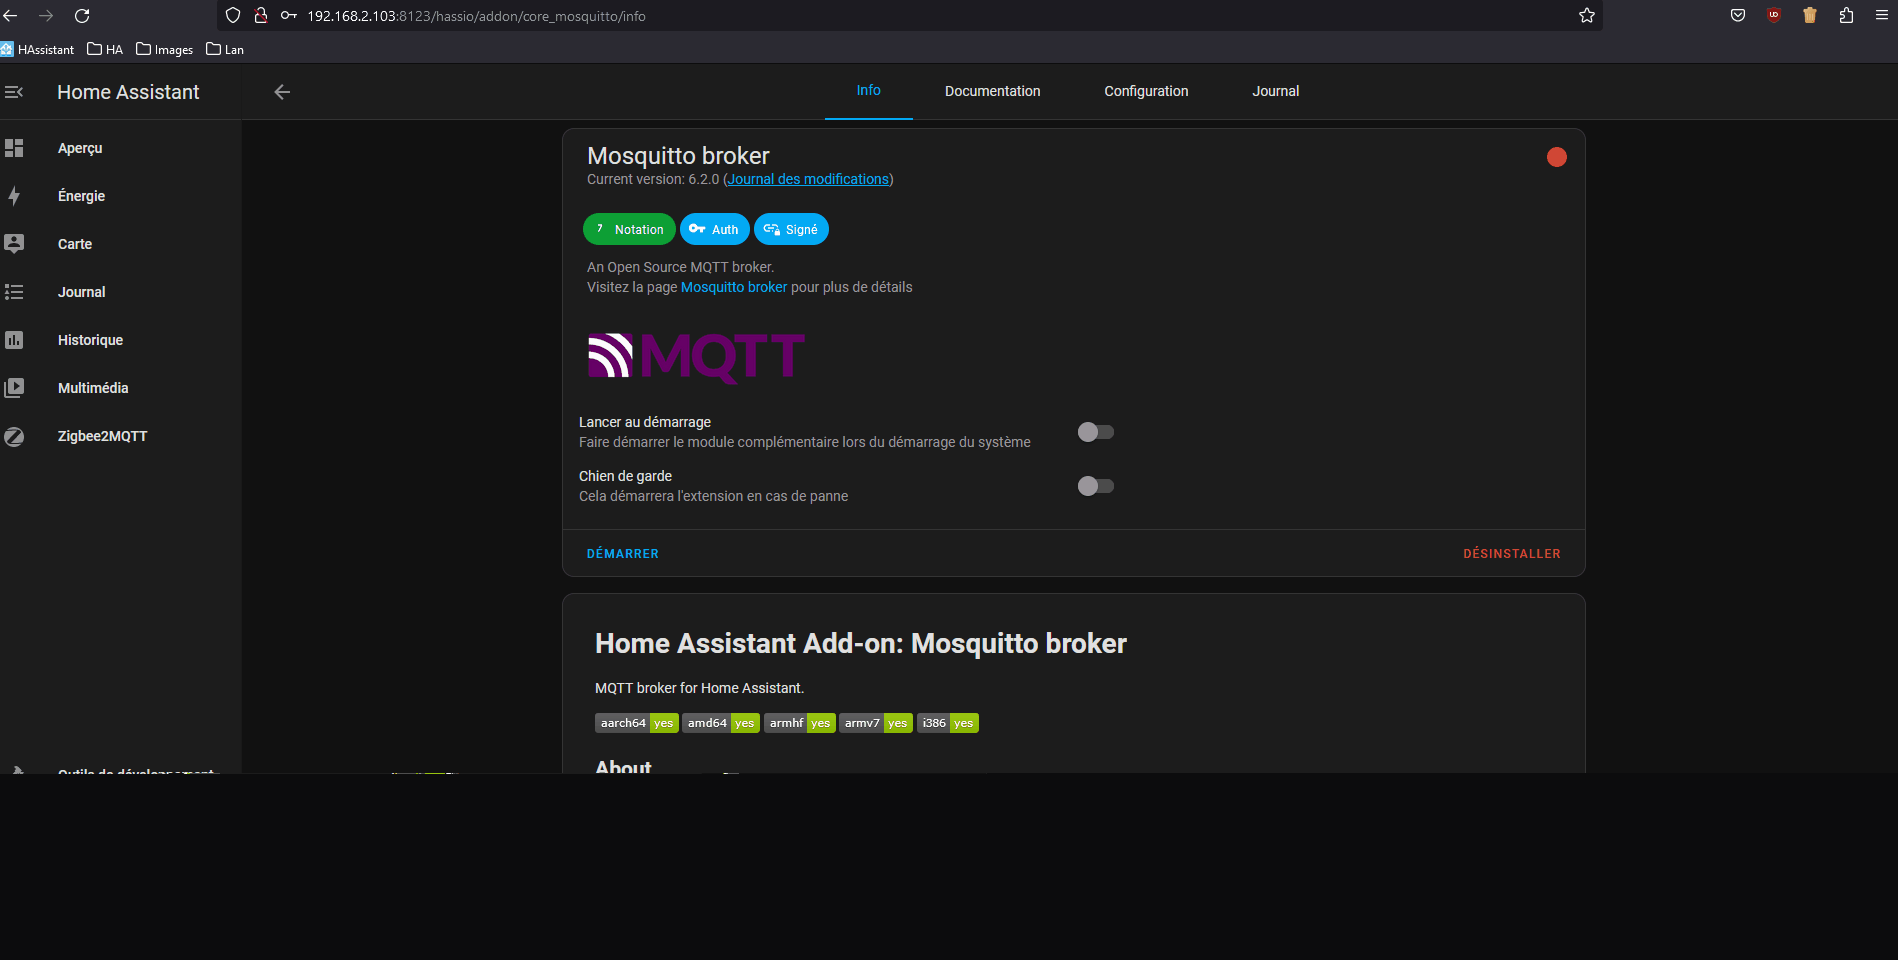 192.168.2.103:8123/hassio/addon/core_mosquitto/info
HAssistant HA Images Lan
Home Assistant
Info Documentation Configuration Journal
Aperçu
Énergie
Carte
Journal
Historique
Multimédia
Zigbee2MQTT
Mosquitto broker
Current version: 6.2.0 (Journal des modifications)
7 Notation Auth Signé
An Open Source MQTT broker.
Visitez la page Mosquitto broker pour plus de détails
MQTT
Lancer au démarrage
Faire démarrer le module complémentaire lors du démarrage du système
Chien de garde
Cela démarrera l'extension en cas de panne
DÉMARRER DÉSINSTALLER
Home Assistant Add-on: Mosquitto broker
MQTT broker for Home Assistant.
aarch64 yes amd64 yes armhf yes armv7 yes i386 yes
About
Outils de développement